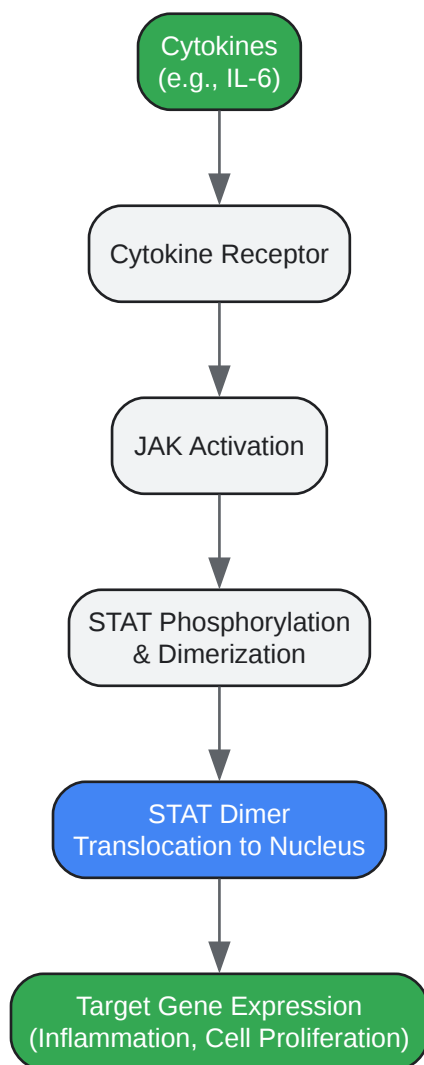 Cytokines
(e.g., IL-6)
Cytokine Receptor
JAK Activation
STAT Phosphorylation
& Dimerization
STAT Dimer
Translocation to Nucleus
Target Gene Expression
(Inflammation, Cell Proliferation)